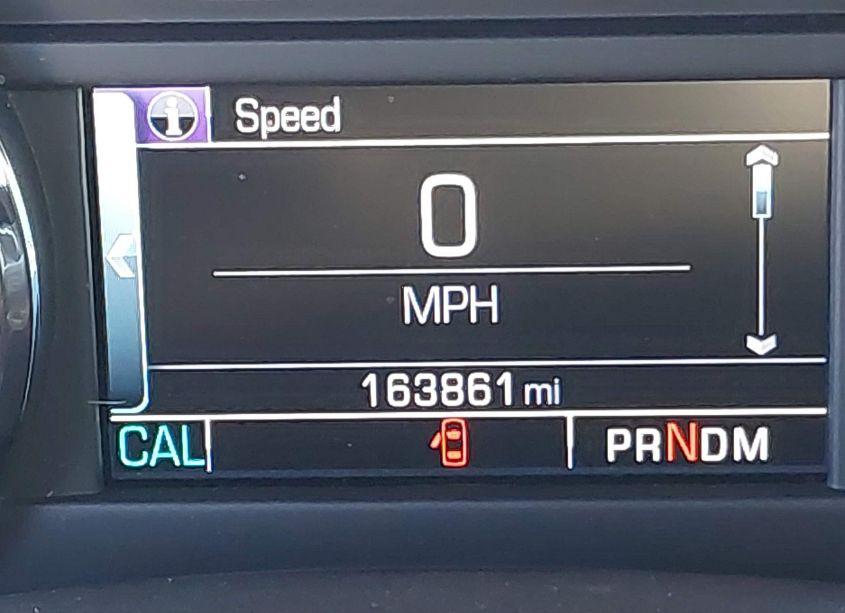 Speed
0
MPH
163861 mi
CAL
PRNDM